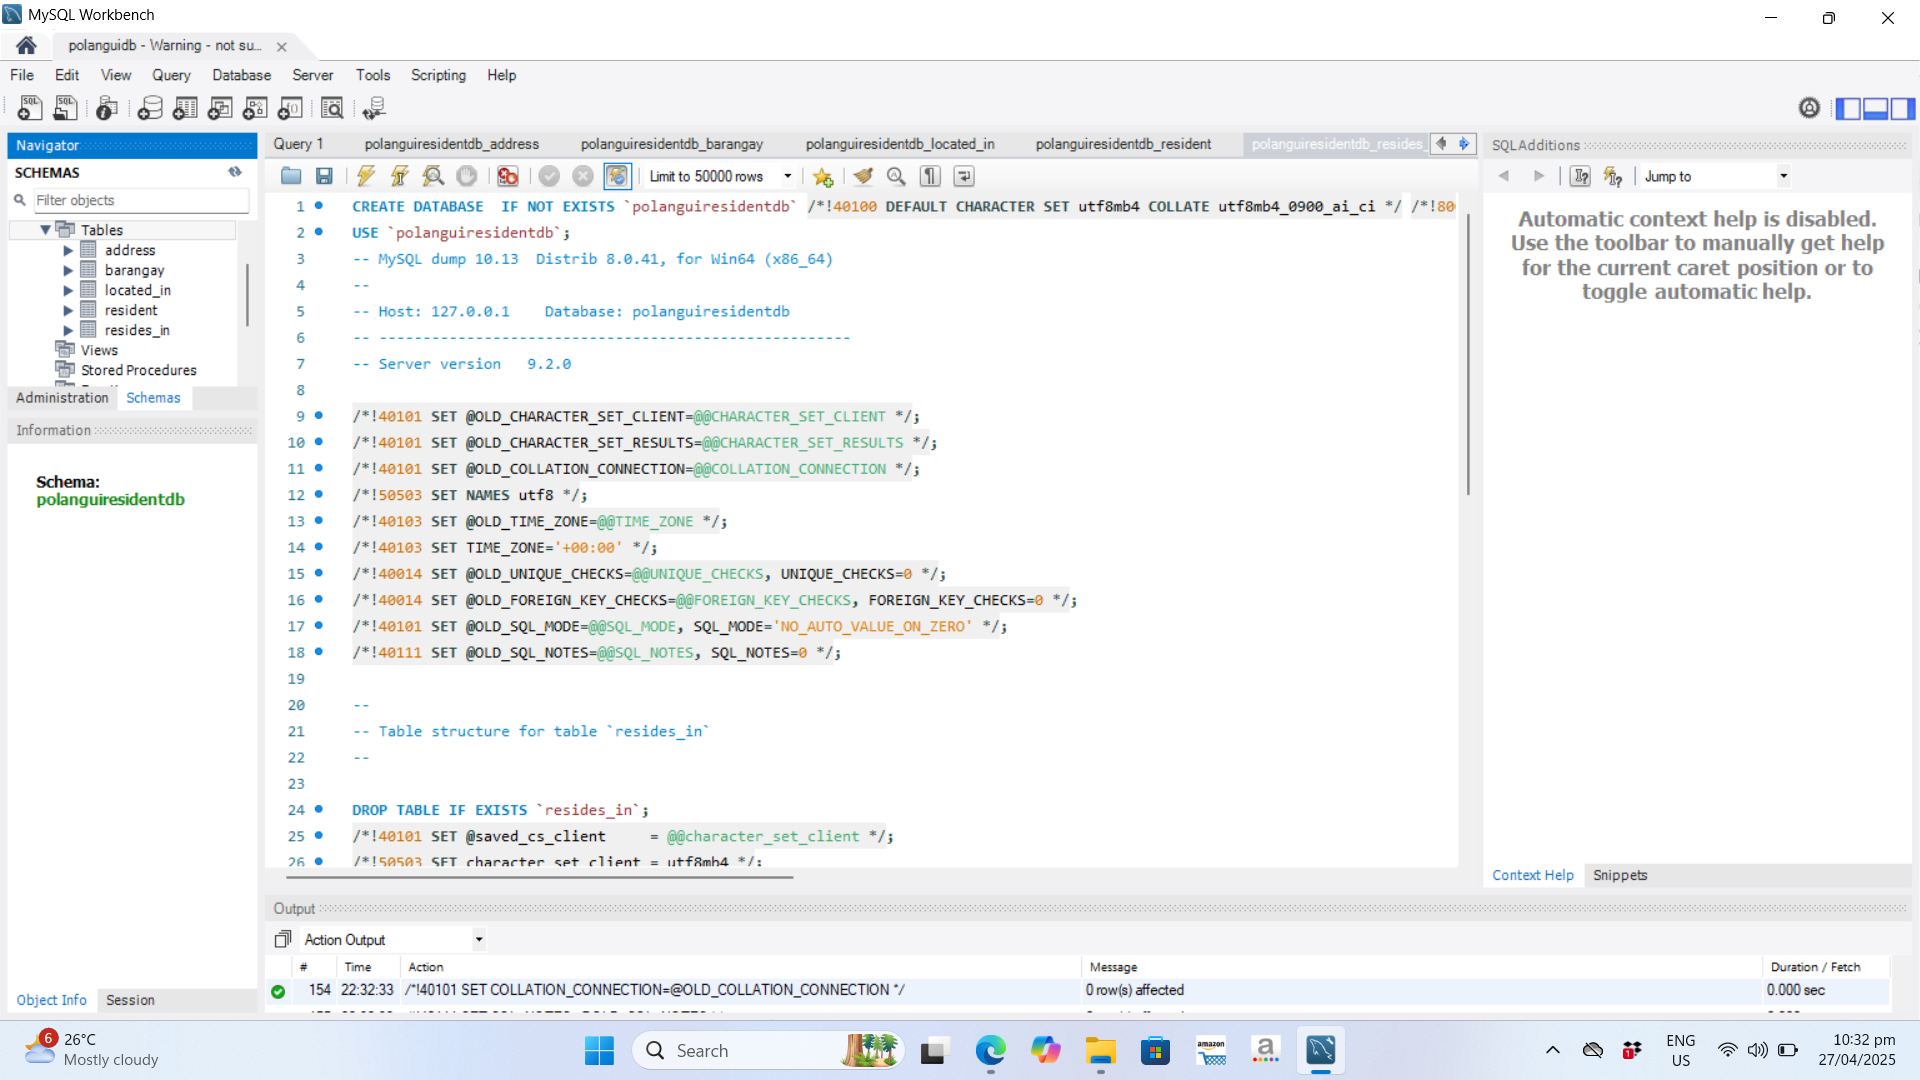 MySQL Workbench
polanguidb - Warning - not su...
File Edit View Query Database Server Tools Scripting Help
Navigator
SCHEMAS
Filter objects
Tables
address
barangay
located_in
resident
resides_in
Views
Stored Procedures
Administration Schemas
Information
Schema:
polanguiresidentdb
Object Info Session
Query 1 polanguiresidentdb_address polanguiresidentdb_barangay polanguiresidentdb_located_in polanguiresidentdb_resident polanguiresidentdb_resides_
Limit to 50000 rows
1 CREATE DATABASE  IF NOT EXISTS `polanguiresidentdb` /*!40100 DEFAULT CHARACTER SET utf8mb4 COLLATE utf8mb4_0900_ai_ci */ /*!80
2 USE `polanguiresidentdb`;
3 -- MySQL dump 10.13  Distrib 8.0.41, for Win64 (x86_64)
4 --
5 -- Host: 127.0.0.1    Database: polanguiresidentdb
6 -- ------------------------------------------------------
7 -- Server version	9.2.0
8
9 /*!40101 SET @OLD_CHARACTER_SET_CLIENT=@@CHARACTER_SET_CLIENT */;
10 /*!40101 SET @OLD_CHARACTER_SET_RESULTS=@@CHARACTER_SET_RESULTS */;
11 /*!40101 SET @OLD_COLLATION_CONNECTION=@@COLLATION_CONNECTION */;
12 /*!50503 SET NAMES utf8 */;
13 /*!40103 SET @OLD_TIME_ZONE=@@TIME_ZONE */;
14 /*!40103 SET TIME_ZONE='+00:00' */;
15 /*!40014 SET @OLD_UNIQUE_CHECKS=@@UNIQUE_CHECKS, UNIQUE_CHECKS=0 */;
16 /*!40014 SET @OLD_FOREIGN_KEY_CHECKS=@@FOREIGN_KEY_CHECKS, FOREIGN_KEY_CHECKS=0 */;
17 /*!40101 SET @OLD_SQL_MODE=@@SQL_MODE, SQL_MODE='NO_AUTO_VALUE_ON_ZERO' */;
18 /*!40111 SET @OLD_SQL_NOTES=@@SQL_NOTES, SQL_NOTES=0 */;
19
20 --
21 -- Table structure for table `resides_in`
22 --
23
24 DROP TABLE IF EXISTS `resides_in`;
25 /*!40101 SET @saved_cs_client     = @@character_set_client */;
26 /*!50503 SET character_set_client = utf8mb4 */;
SQLAdditions
Jump to
Automatic context help is disabled.
Use the toolbar to manually get help
for the current caret position or to
toggle automatic help.
Context Help Snippets
Output
Action Output
# Time Action Message Duration / Fetch
154 22:32:33 /*!40101 SET COLLATION_CONNECTION=@OLD_COLLATION_CONNECTION */ 0 row(s) affected 0.000 sec
6
26°C
Mostly cloudy
Search
amazon
a
1
ENG
US
10:32 pm
27/04/2025